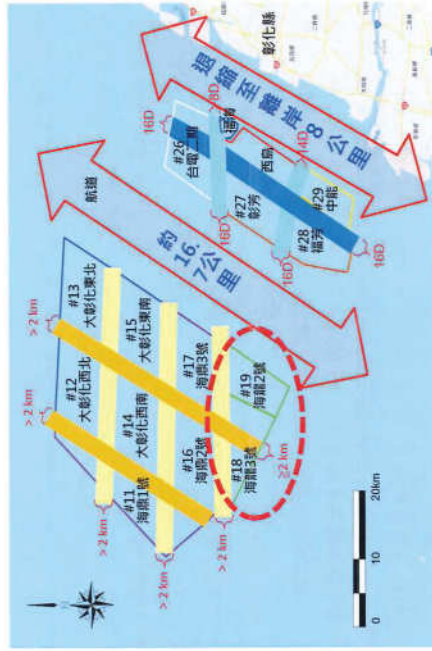 > 2 km
> 2 km
> 2 km
> 2 km
> 2 km
≧2 km
#13
大彰化東北
#12
大彰化西北
#15
大彰化東南
#14
大彰化西南
#17
海鼎3號
#16
海鼎2號
#11
海鼎1號
#19
海龍2號
#18
海龍3號
航道
約16.
7公里
退縮至離岸8公里
彰化縣
16D
8D
#26
台電二期
福海
#27
彰芳
西島
14D
16D
#28
福芳
#29
中能
16D
16D
0
10
20km